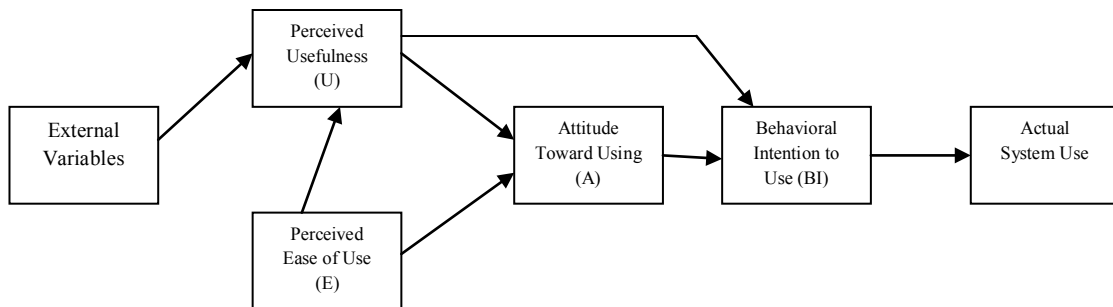 External
Variables
Perceived
Usefulness
(U)
Perceived
Ease of Use
(E)
Attitude
Toward Using
(A)
Behavioral
Intention to
Use (BI)
Actual
System Use